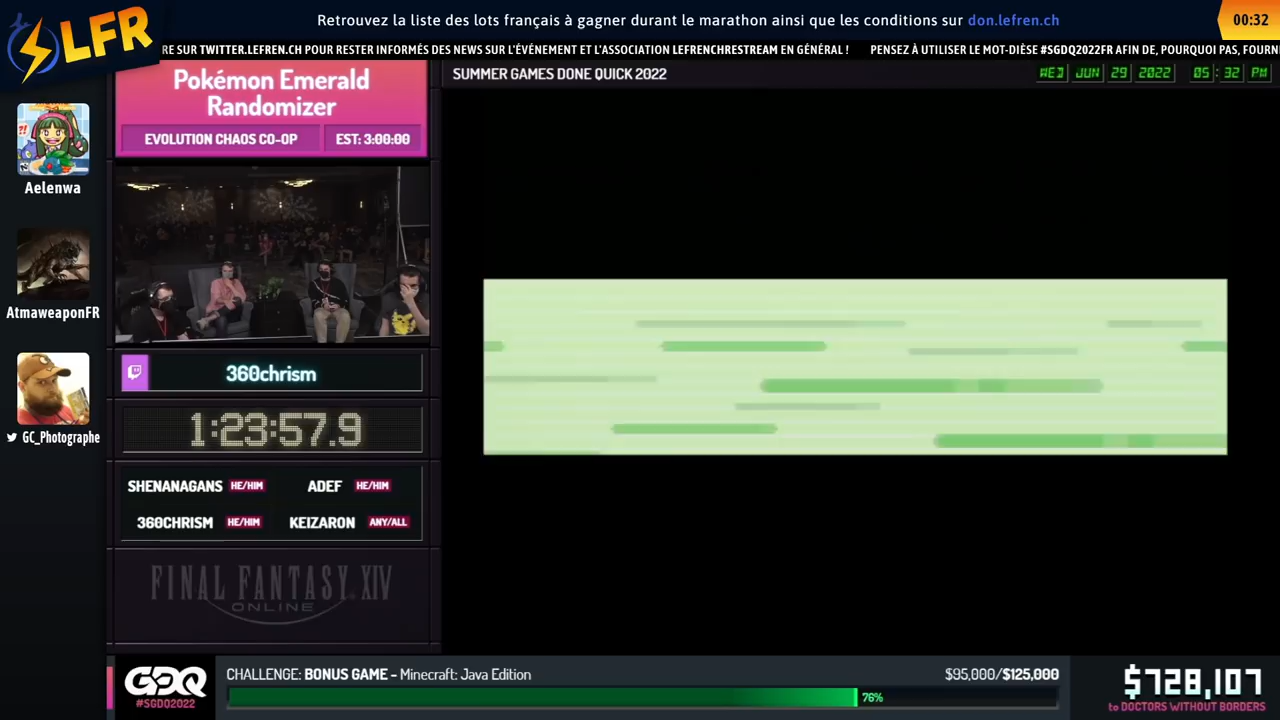 LFR
Retrouvez la liste des lots français à gagner durant le marathon ainsi que les conditions sur don.lefren.ch
00:32
RE SUR TWITTER.LEFREN.CH POUR RESTER INFORMÉS DES NEWS SUR L'ÉVÉNEMENT ET L'ASSOCIATION LEFRENCHRESTREAM EN GÉNÉRAL ! PENSEZ À UTILISER LE MOT-DIÈSE #SGDQ2022FR AFIN DE, POURQUOI PAS, FOURN
Pokémon Emerald
Randomizer
EVOLUTION CHAOS CO-OP
EST: 3:00:00
SUMMER GAMES DONE QUICK 2022
WED JUN 29 2022 05:32 PM
Aelenwa
AtmaweaponFR
GC_Photographe
360chrism
1:23:57.9
SHENANAGANS HE/HIM
ADEF HE/HIM
360CHRISM HE/HIM
KEIZARON ANY/ALL
FINAL FANTASY XIV
ONLINE
GDQ
#SGDQ2022
CHALLENGE: BONUS GAME - Minecraft: Java Edition
$95,000/$125,000
76%
$728,107
to DOCTORS WITHOUT BORDERS